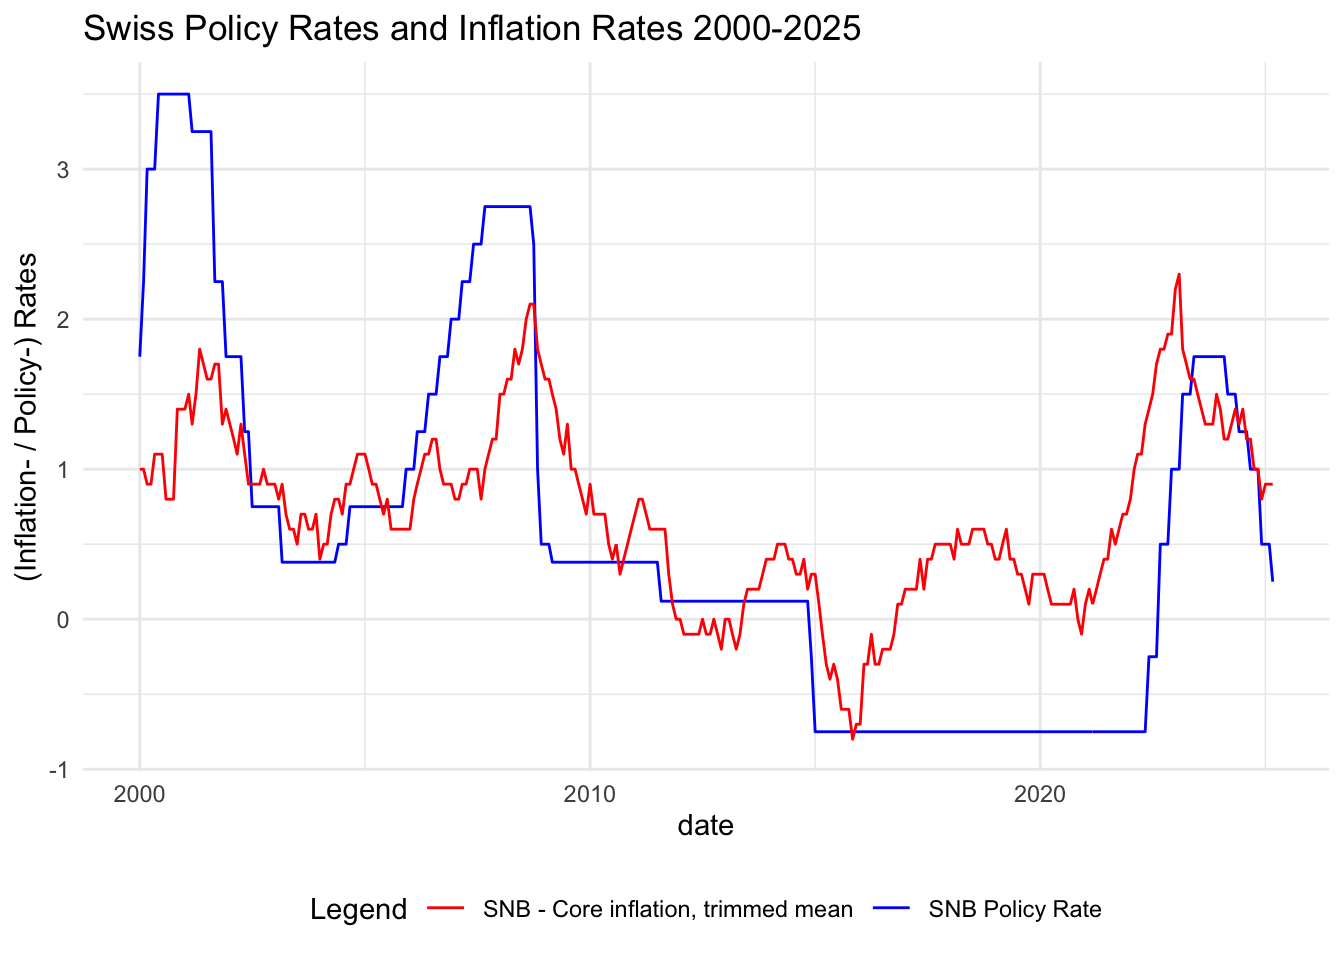 Swiss Policy Rates and Inflation Rates 2000-2025
(Inflation- / Policy-) Rates
3
2
1
0
-1
2000 2010 2020
date
Legend SNB - Core inflation, trimmed mean SNB Policy Rate